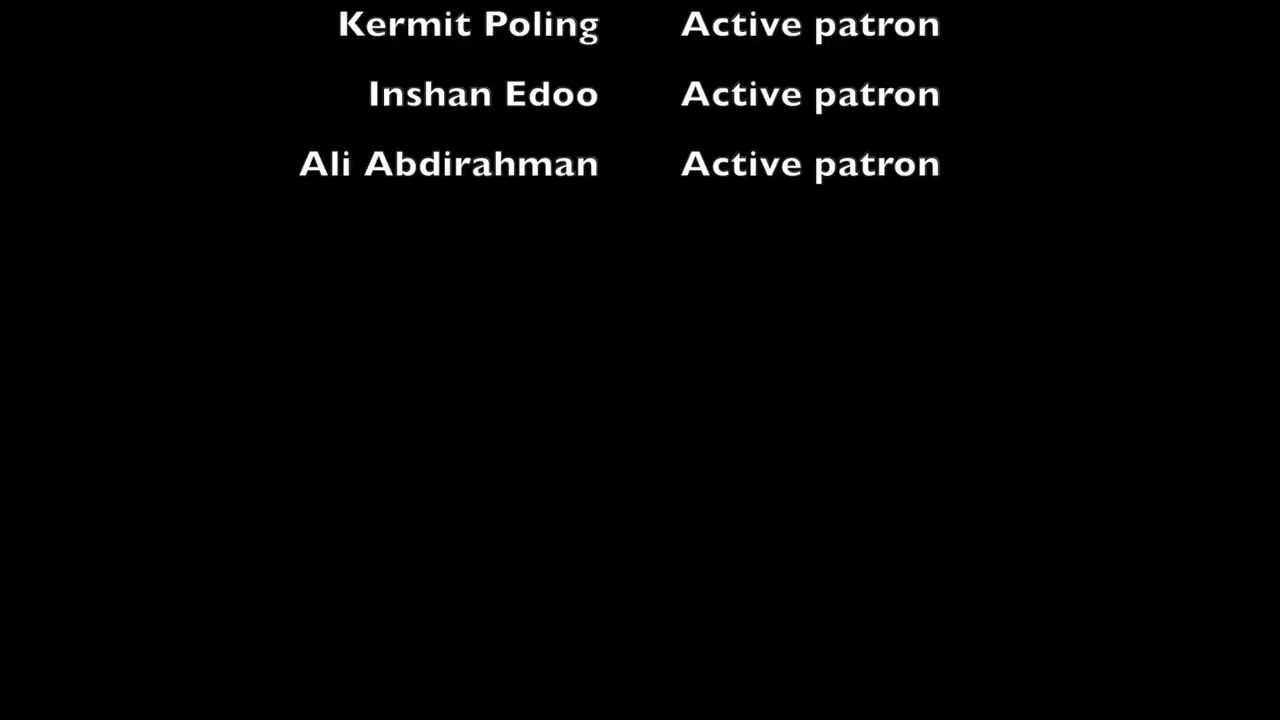 Kermit Poling Active patron
Inshan Edoo Active patron
Ali Abdirahman Active patron